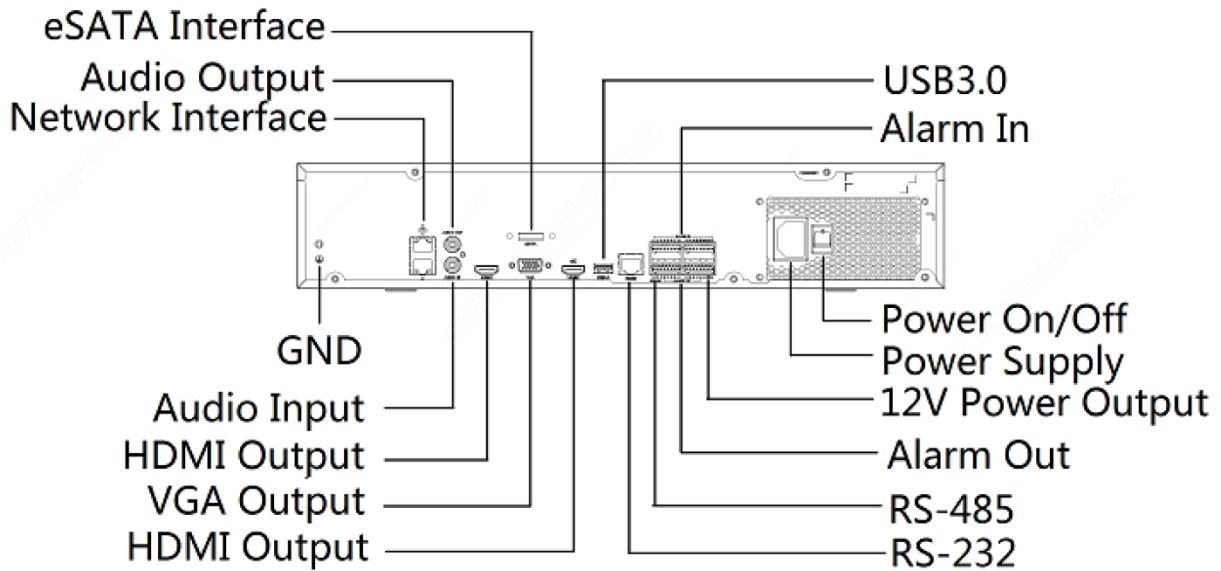 eSATA Interface
Audio Output
Network Interface
USB3.0
Alarm In
GND
Audio Input
HDMI Output
VGA Output
HDMI Output
Power On/Off
Power Supply
12V Power Output
Alarm Out
RS-485
RS-232